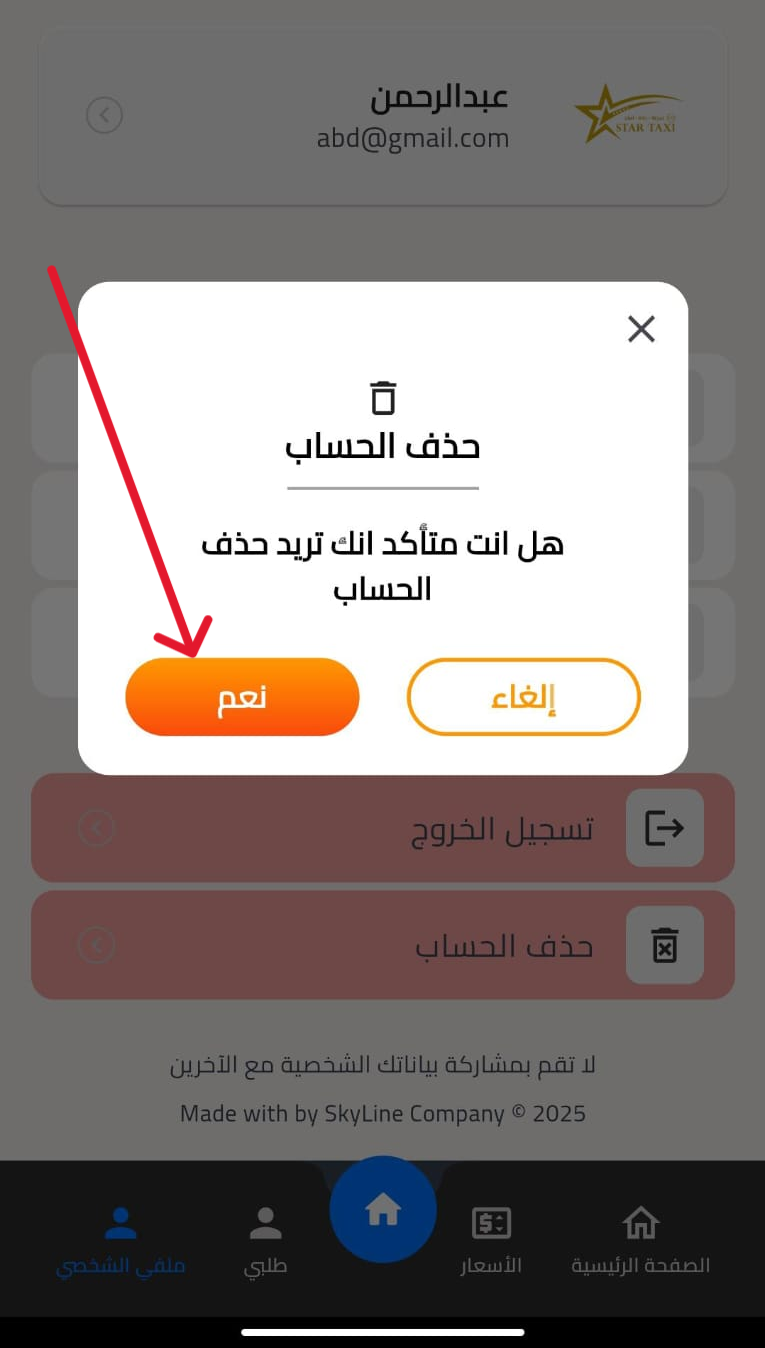 عبدالرحمن
abd@gmail.com
STAR TAXI
حذف الحساب
هل انت متأكد انك تريد حذف
الحساب
إلغاء
نعم
تسجيل الخروج
حذف الحساب
لا تقم بمشاركة بياناتك الشخصية مع الآخرين
Made with by SkyLine Company © 2025
الصفحة الرئيسية
الأسعار
طلبي
ملفي الشخصي